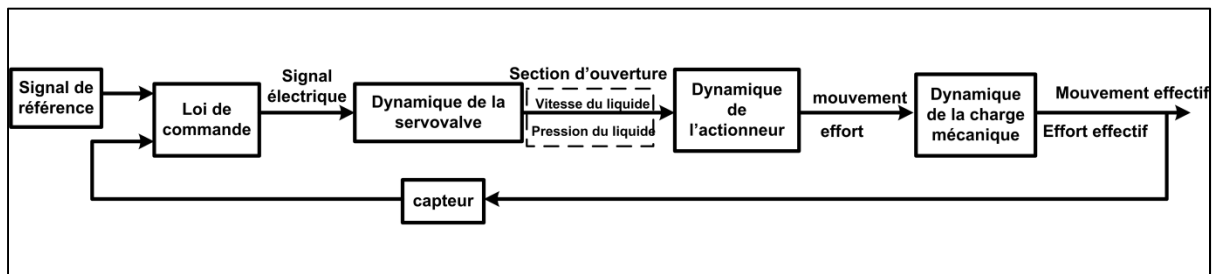 Signal de
référence
Loi de
commande
Signal
électrique
Dynamique de la
servovalve
Section d'ouverture
Vitesse du liquide
Pression du liquide
Dynamique
de
l'actionneur
mouvement
effort
Dynamique
de la charge
mécanique
Mouvement effectif
Effort effectif
capteur